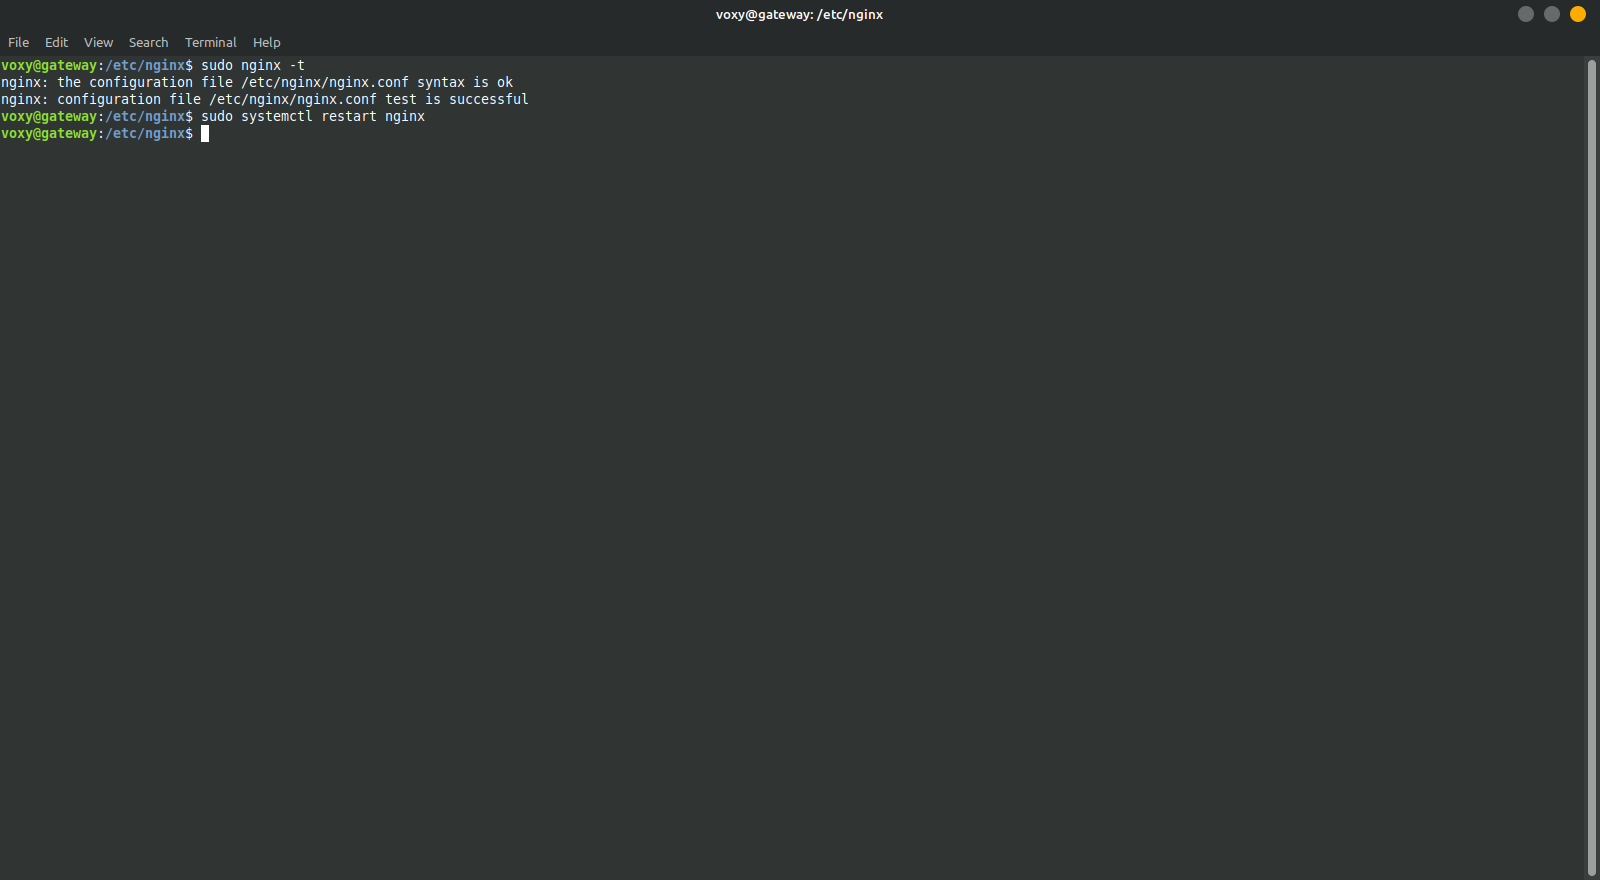 voxy@gateway: /etc/nginx
File Edit View Search Terminal Help
voxy@gateway:/etc/nginx$ sudo nginx -t
nginx: the configuration file /etc/nginx/nginx.conf syntax is ok
nginx: configuration file /etc/nginx/nginx.conf test is successful
voxy@gateway:/etc/nginx$ sudo systemctl restart nginx
voxy@gateway:/etc/nginx$